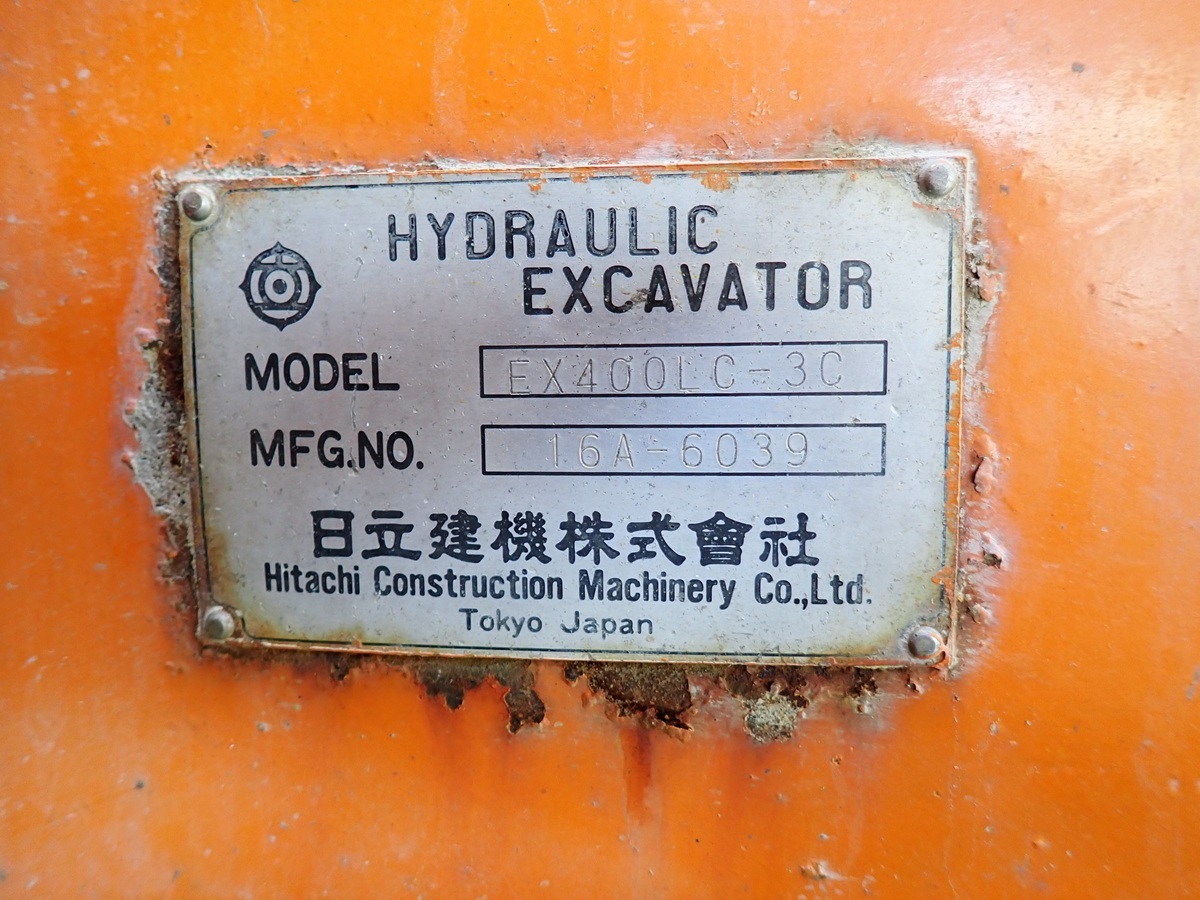 HYDRAULIC
EXCAVATOR
MODEL EX400LC-3C
MFG.NO. 16A-6039
日立建機株式會社
Hitachi Construction Machinery Co.,Ltd.
Tokyo Japan